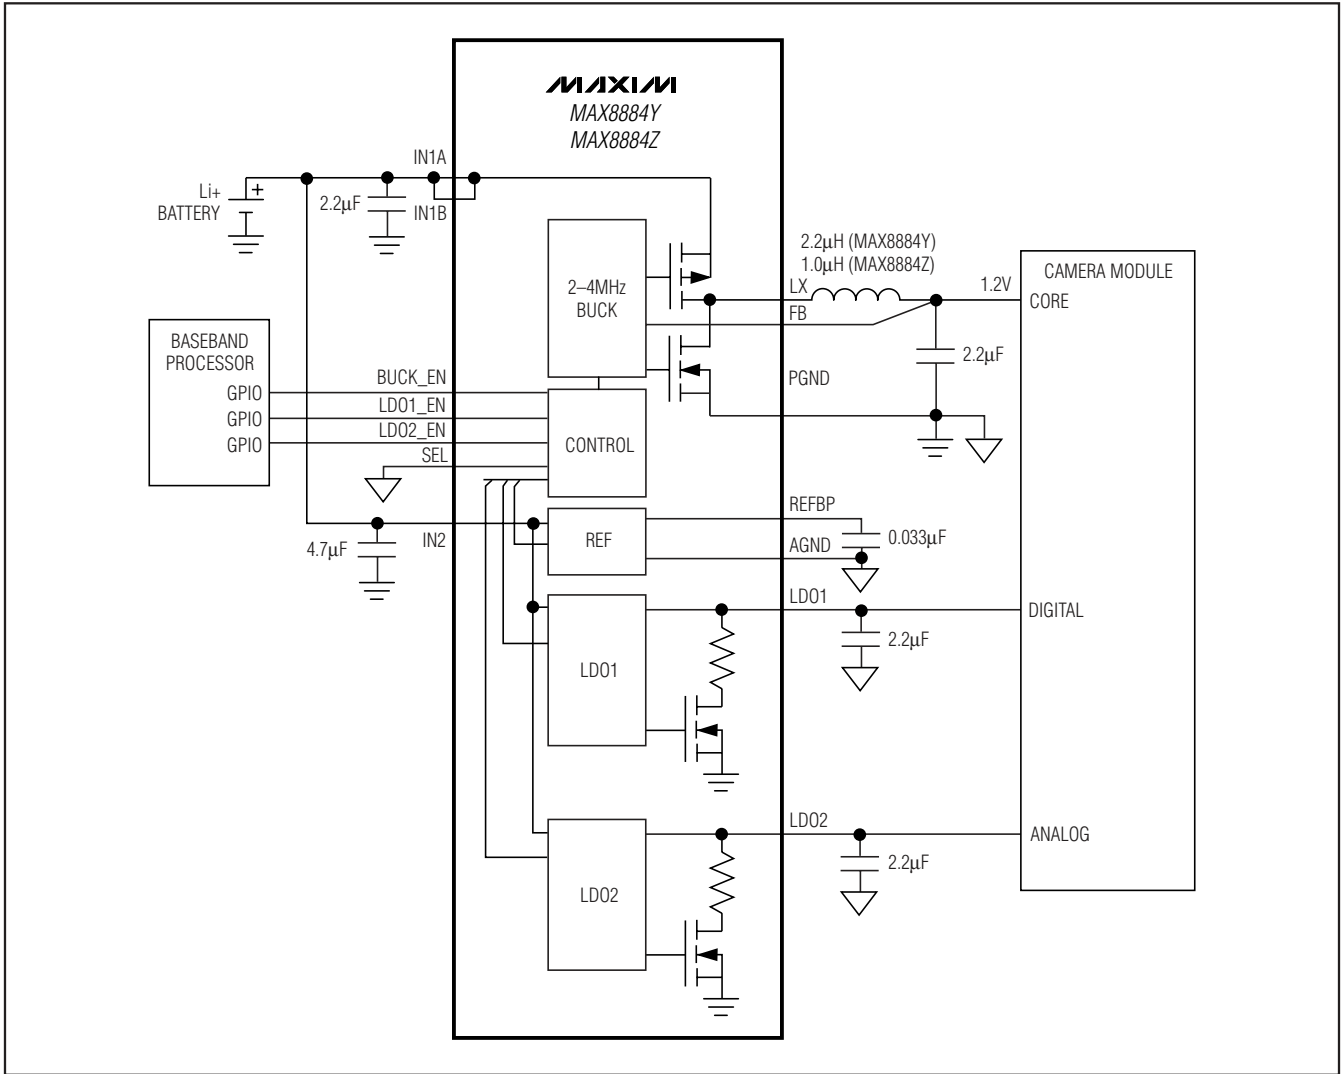 MAXIM
MAX8884Y
MAX8884Z
IN1A
Li+
BATTERY
+
2.2µF
IN1B
2–4MHz
BUCK
2.2µH (MAX8884Y)
1.0µH (MAX8884Z)
LX
FB
1.2V
CAMERA MODULE
CORE
2.2µF
PGND
BASEBAND
PROCESSOR
GPIO
GPIO
GPIO
BUCK_EN
LDO1_EN
LDO2_EN
SEL
CONTROL
4.7µF
IN2
REF
REFBP
AGND
0.033µF
LDO1
LDO1
2.2µF
DIGITAL
LDO2
LDO2
2.2µF
ANALOG